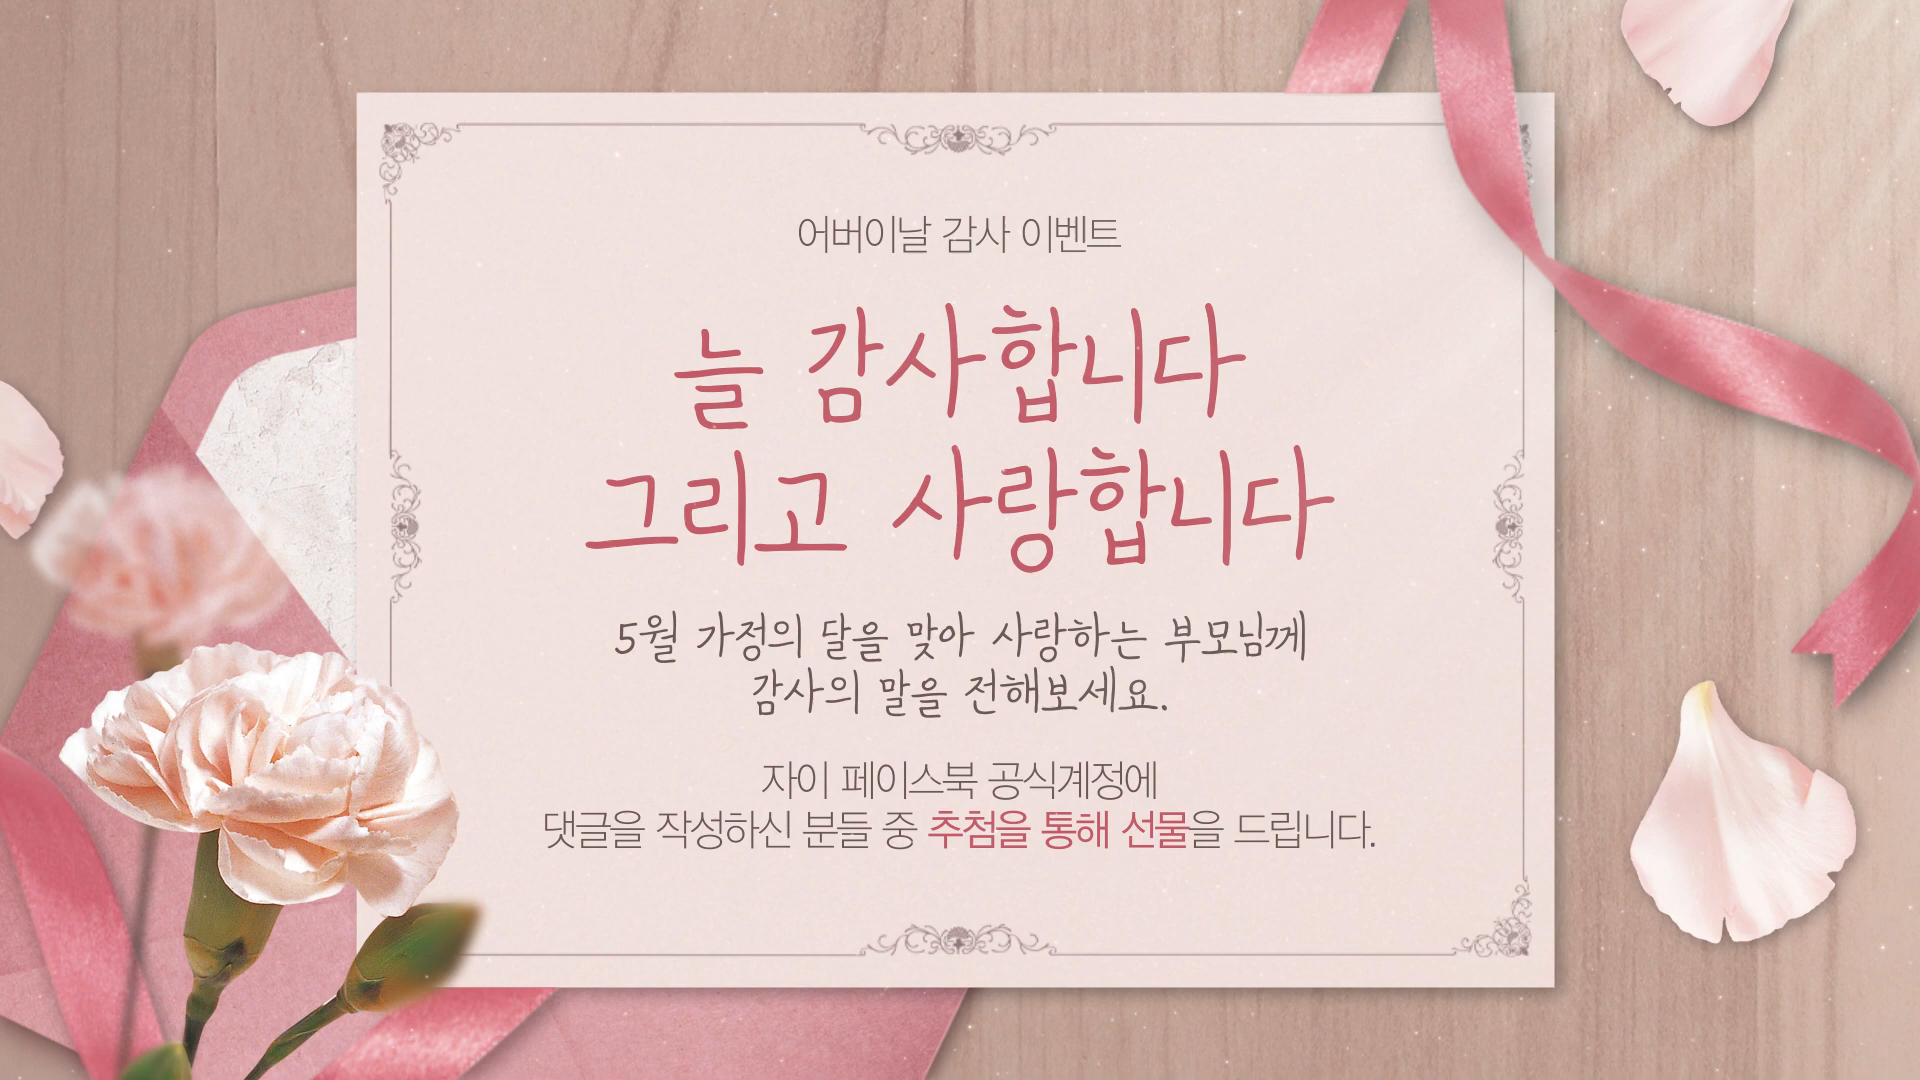 어버이날 감사 이벤트
늘 감사합니다
그리고 사랑합니다
5월 가정의 달을 맞아 사랑하는 부모님께
감사의 말을 전해보세요.
자이 페이스북 공식계정에
댓글을 작성하신 분들 중 추첨을 통해 선물을 드립니다.